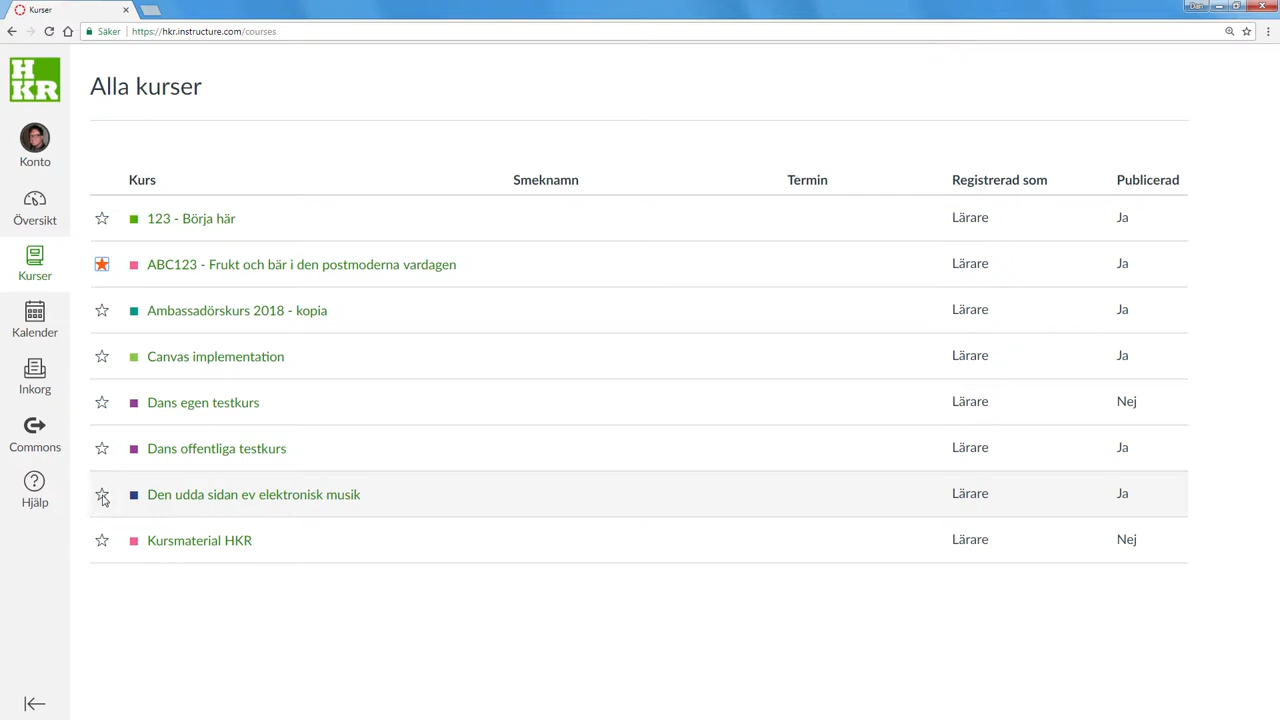 Kurser
Dan
Säker https://hkr.instructure.com/courses
HKR
Konto
Översikt
Kurser
Kalender
Inkorg
Commons
Hjälp
Alla kurser
Kurs Smeknamn Termin Registrerad som Publicerad
123 - Börja här Lärare Ja
ABC123 - Frukt och bär i den postmoderna vardagen Lärare Ja
Ambassadörskurs 2018 - kopia Lärare Ja
Canvas implementation Lärare Ja
Dans egen testkurs Lärare Nej
Dans offentliga testkurs Lärare Ja
Den udda sidan ev elektronisk musik Lärare Ja
Kursmaterial HKR Lärare Nej